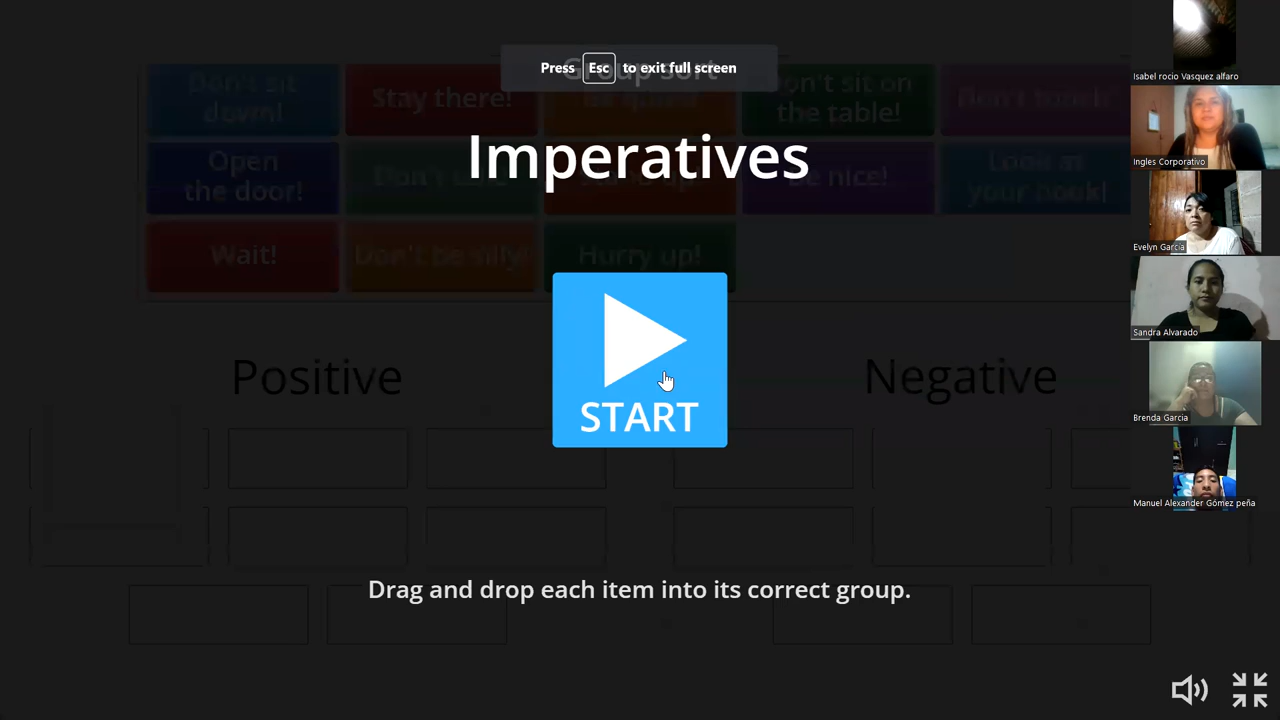 Press Esc to exit full screen
Group sort
Imperatives
Don't sit down!
Stay there!
Don't sit on the table!
Open the door!
Be nice!
Look at your book!
Wait!
Hurry up!
START
Positive
Negative
Drag and drop each item into its correct group.
Isabel rocio Vasquez alfaro
Ingles Corporativo
Evelyn Garcia
Sandra Alvarado
Brenda Garcia
Manuel Alexander Gómez peña